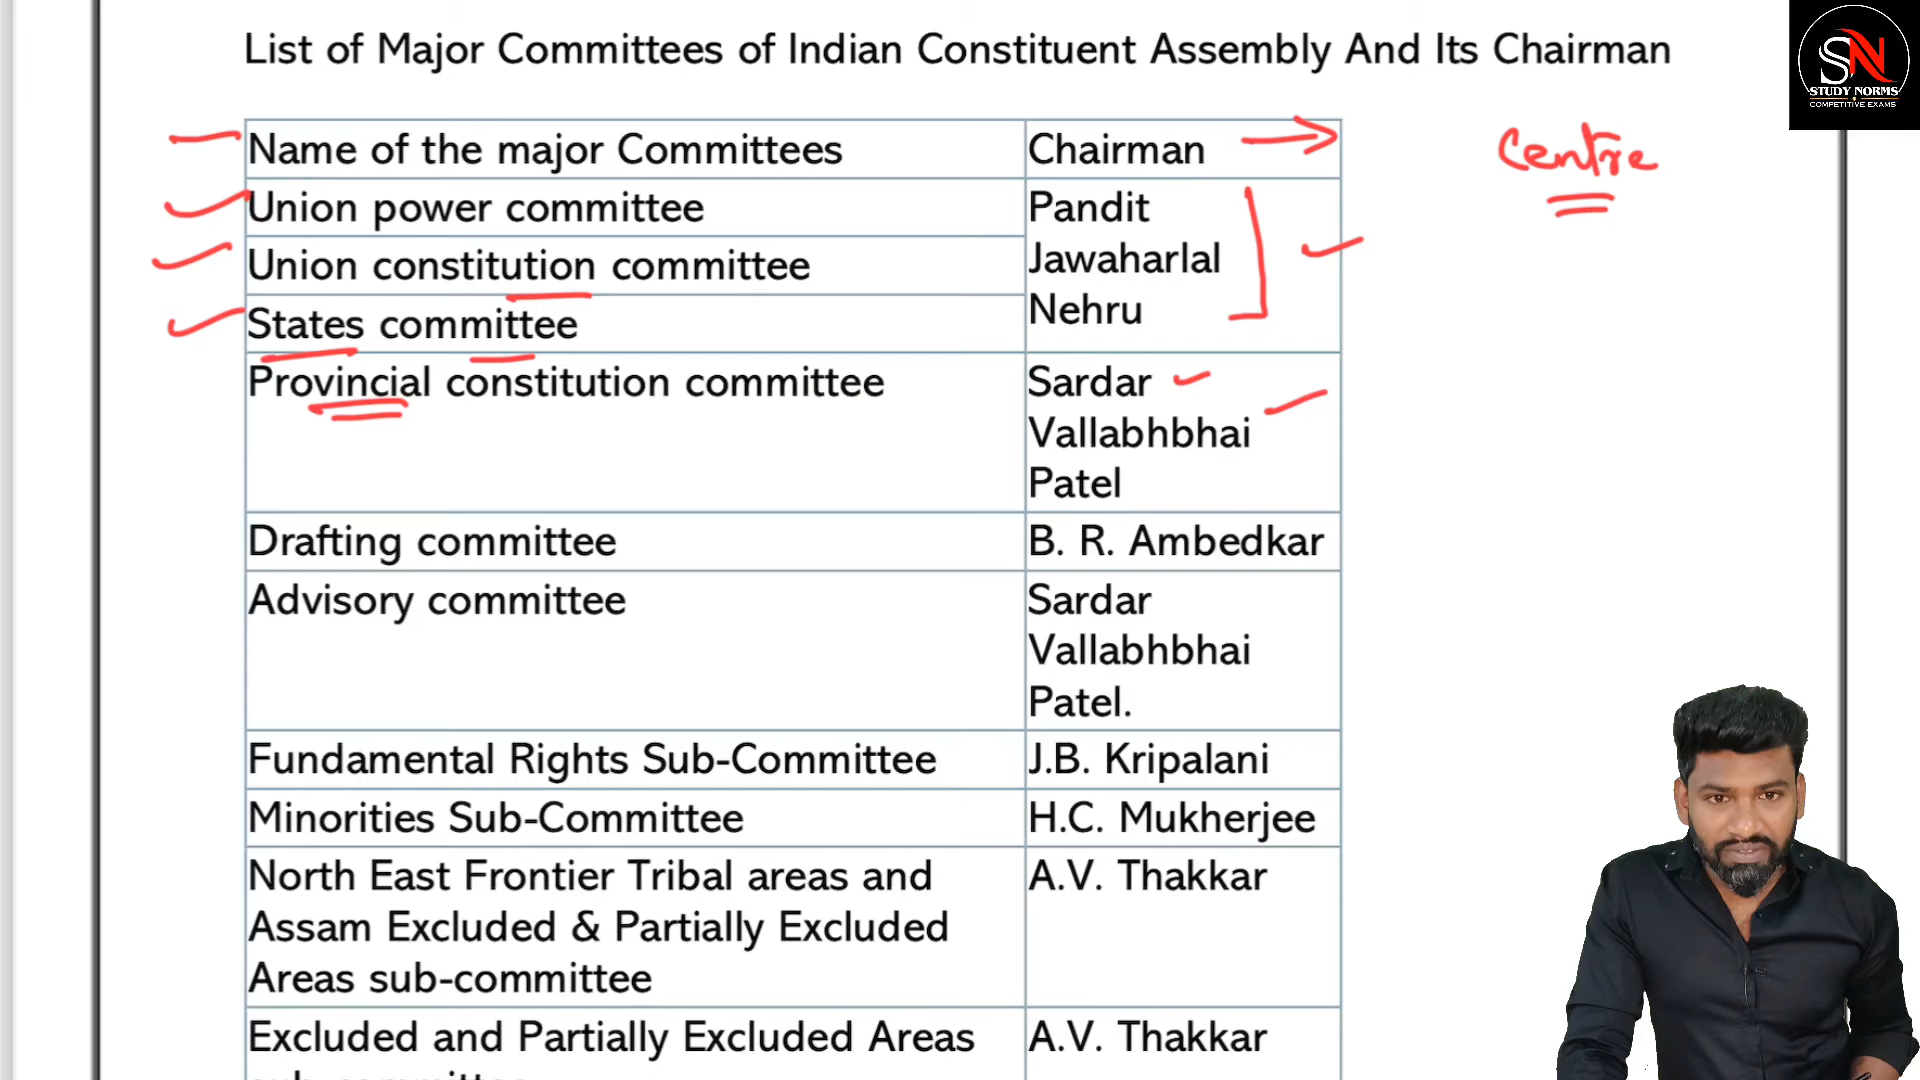 List of Major Committees of Indian Constituent Assembly And Its Chairman
SN
STUDY NORMS
COMPETITIVE EXAMS
Name of the major Committees
Chairman
Centre
Union power committee
Union constitution committee
States committee
Pandit
Jawaharlal
Nehru
Provincial constitution committee
Sardar
Vallabhbhai
Patel
Drafting committee
B. R. Ambedkar
Advisory committee
Sardar
Vallabhbhai
Patel.
Fundamental Rights Sub-Committee
J.B. Kripalani
Minorities Sub-Committee
H.C. Mukherjee
North East Frontier Tribal areas and
Assam Excluded & Partially Excluded
Areas sub-committee
A.V. Thakkar
Excluded and Partially Excluded Areas
A.V. Thakkar